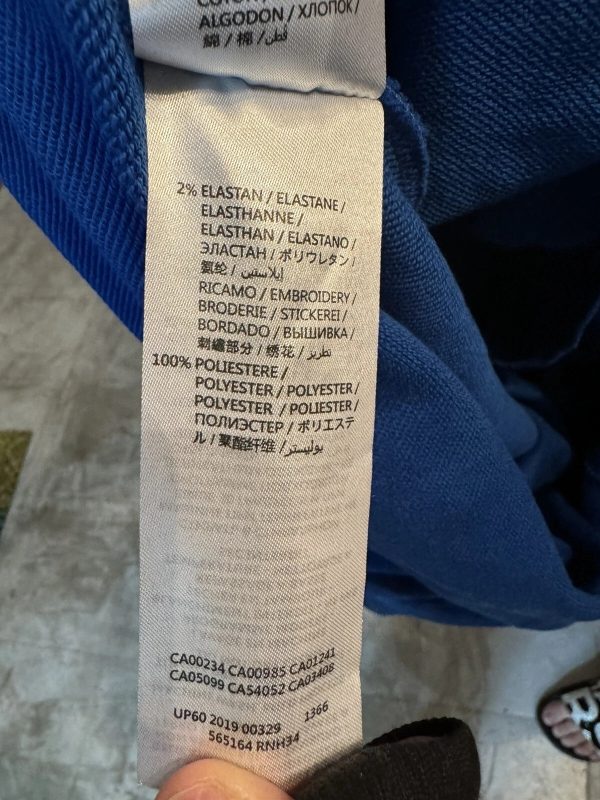 ALGODON / ХЛОПОК /
綿 / 棉 / قطن
2% ELASTAN / ELASTANE /
ELASTHANNE /
ELASTHAN / ELASTANO /
ЭЛАСТАН / ポリウレタン /
氨纶 / إيلاستين
RICAMO / EMBROIDERY /
BRODERIE / STICKEREI /
BORDADO / ВЫШИВКА /
刺繍部分 / 绣花 / تطريز
100% POLIESTERE /
POLYESTER / POLYESTER /
POLYESTER / POLIESTER /
ПОЛИЭСТЕР / ポリエステ
ル / 聚酯纤维 / بوليستر
CA00234 CA00985 CA01241
CA05099 CA54052 CA03408
UP60 2019 00329 1366
565164 RNH34